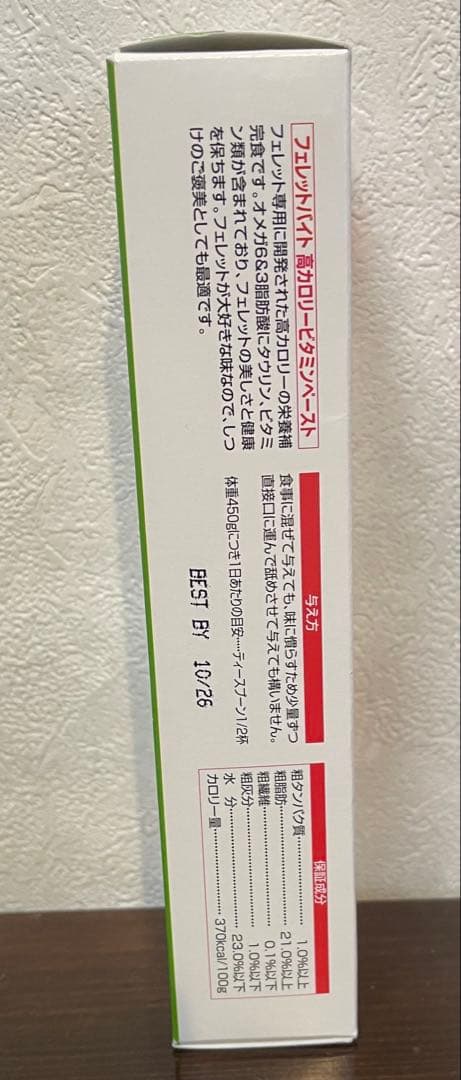 フェレットバイト 高カロリービタミンペースト
フェレット専用に開発された高カロリーの栄養補
完食です。オメガ6&3脂肪酸にタウリン、ビタミ
ン類が含まれており、フェレットの美しさと健康
を保ちます。フェレットが大好きな味なので、しつ
けのご褒美としても最適です。
与え方
食事に混ぜて与えても、味に慣らすため少量ずつ
直接口に運んで舐めさせて与えても構いません。
体重450gにつき1日あたりの目安……ティースプーン1/2杯
BEST BY 10/26
保証成分
粗タンパク質……………1.0%以上
粗脂肪……………21.0%以上
粗繊維……………0.1%以下
粗灰分……………1.0%以下
水 分……………23.0%以下
カロリー量……………370kcal/100g